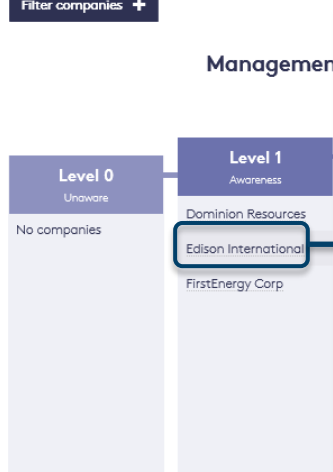 Filter companies +
Managemen
Level 0
Unaware
No companies
Level 1
Awareness
Dominion Resources
Edison International
FirstEnergy Corp